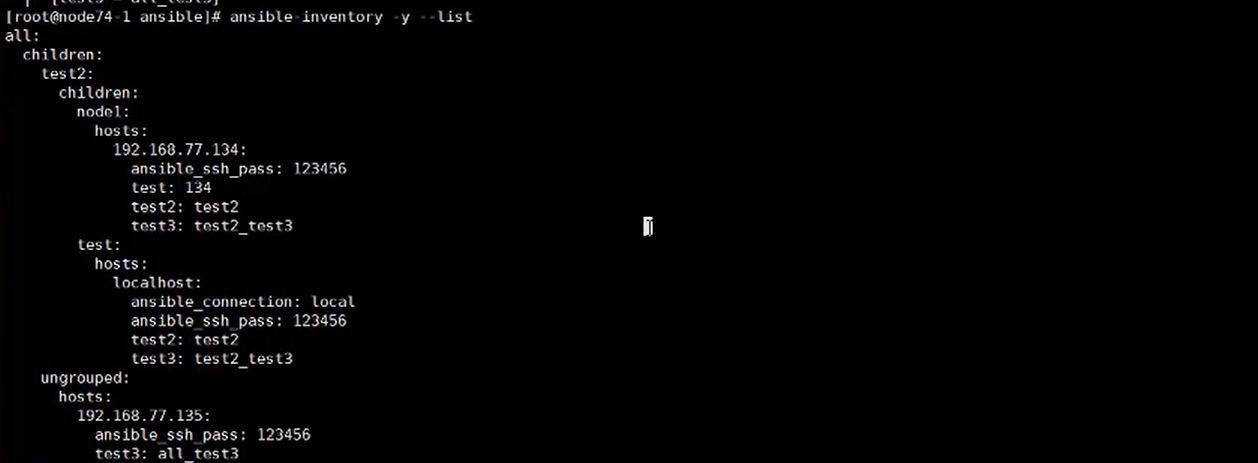 [root@node74-1 ansible]# ansible-inventory -y --list
all:
  children:
    test2:
      children:
        node1:
          hosts:
            192.168.77.134:
              ansible_ssh_pass: 123456
              test: 134
              test2: test2
              test3: test2_test3
        test:
          hosts:
            localhost:
              ansible_connection: local
              ansible_ssh_pass: 123456
              test2: test2
              test3: test2_test3
    ungrouped:
      hosts:
        192.168.77.135:
          ansible_ssh_pass: 123456
          test3: all_test3